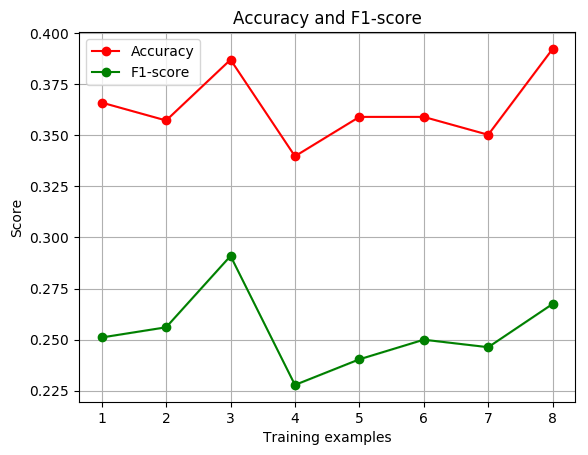 Accuracy and F1-score
Accuracy
F1-score
0.400
0.375
0.350
0.325
0.300
0.275
0.250
0.225
Score
1 2 3 4 5 6 7 8
Training examples